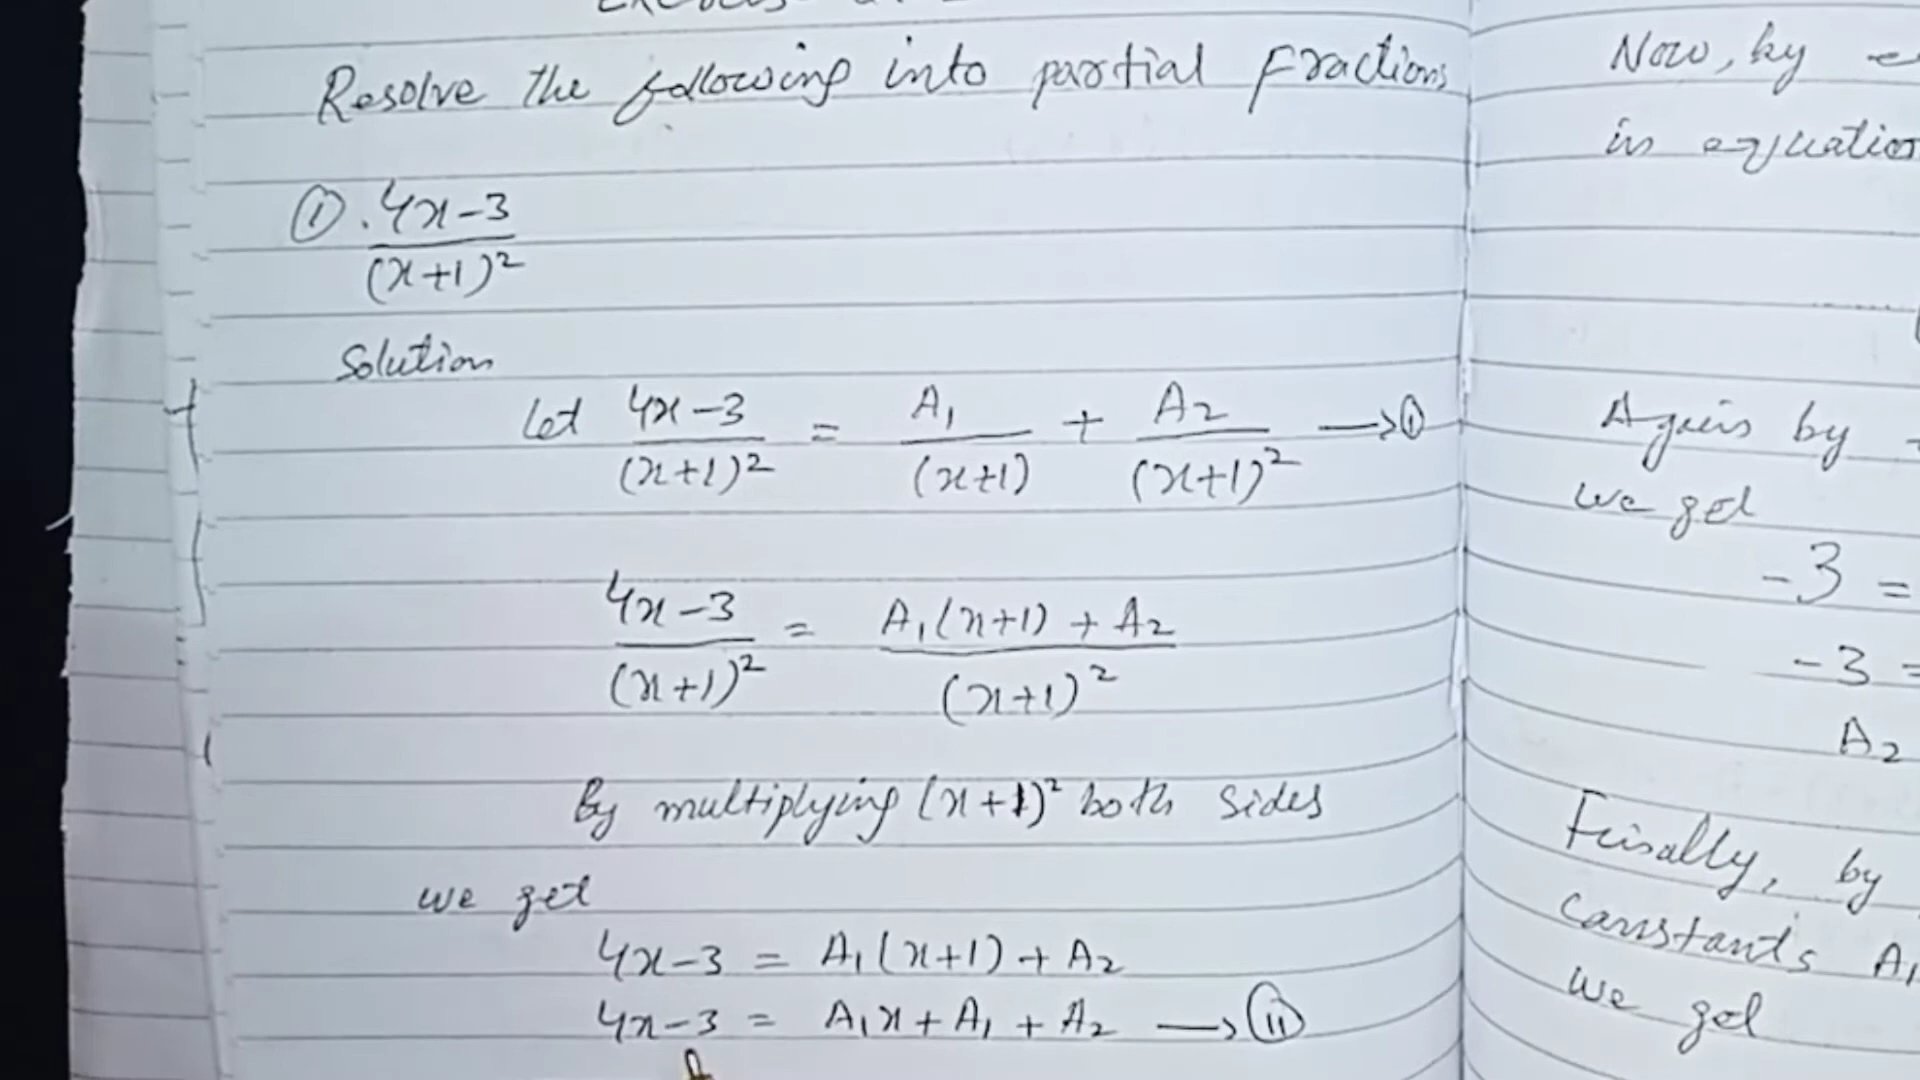 Resolve the following into partial Fractions
① . 4x-3
(x+1)²
Solution
Let 4x-3 = A₁ + A₂ →①
(x+1)² (x+1) (x+1)²
4x-3 = A₁(x+1) + A₂
(x+1)² (x+1)²
By multiplying (x+1)² both sides
we get
4x-3 = A₁(x+1) + A₂
4x-3 = A₁x + A₁ + A₂ → ⓘⓘ
Now, by
in equation
Again by
we get
-3 =
-3 =
A₂
Finally, by
constants A₁
we get